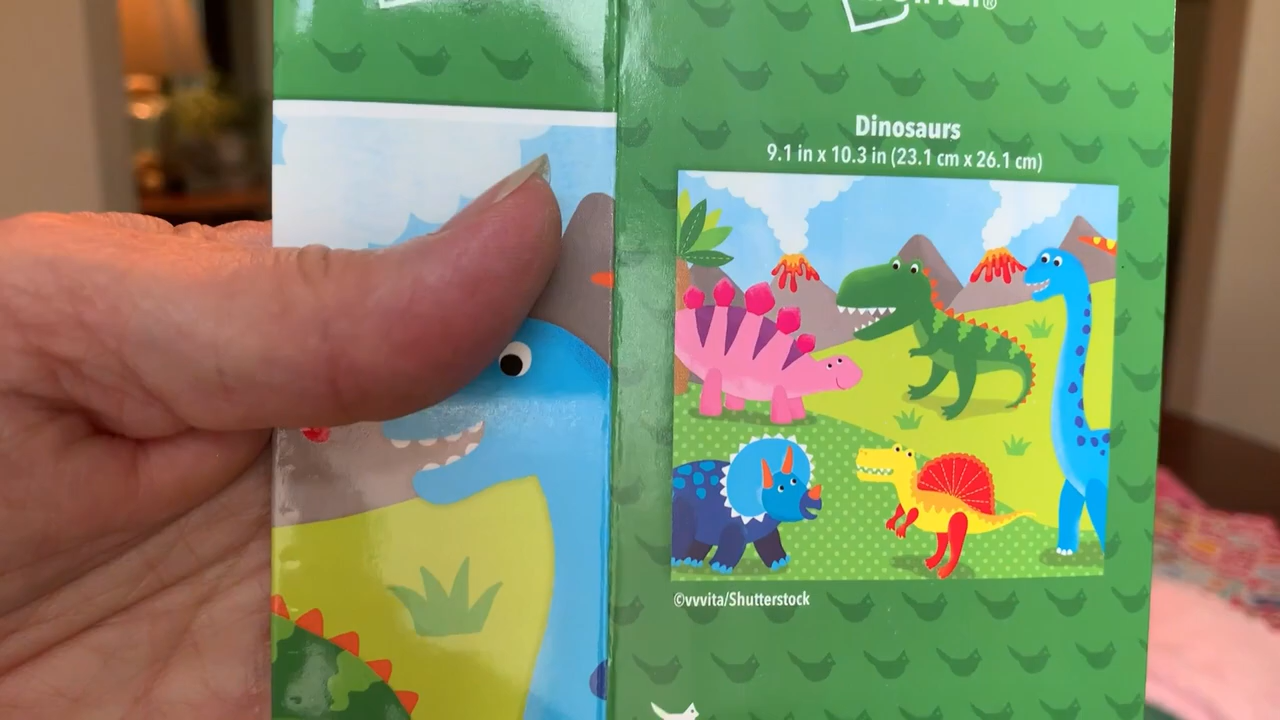 Dinosaurs
9.1 in x 10.3 in (23.1 cm x 26.1 cm)
©vvvita/Shutterstock